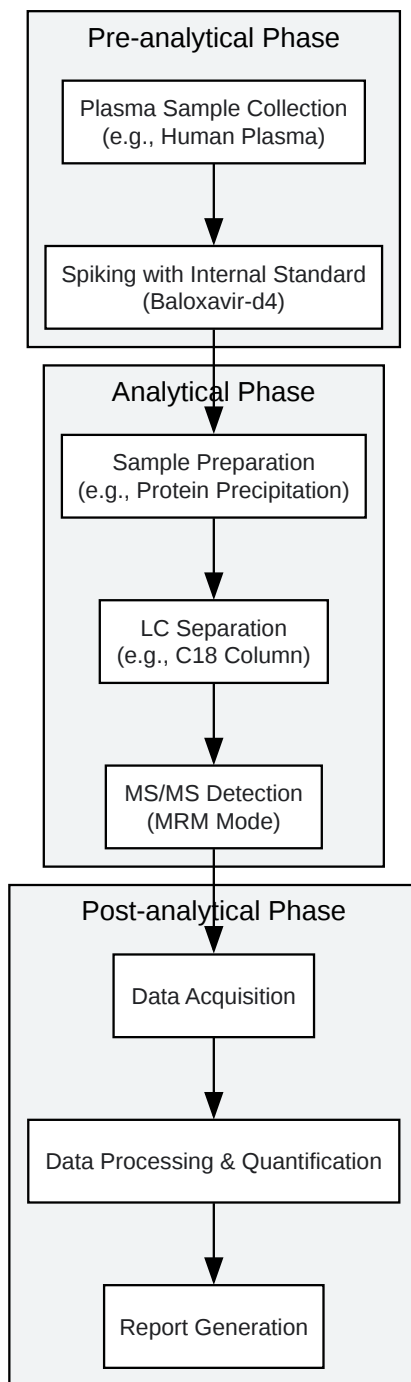 Pre-analytical Phase
Plasma Sample Collection
(e.g., Human Plasma)
Spiking with Internal Standard
(Baloxavir-d4)
Analytical Phase
Sample Preparation
(e.g., Protein Precipitation)
LC Separation
(e.g., C18 Column)
MS/MS Detection
(MRM Mode)
Post-analytical Phase
Data Acquisition
Data Processing & Quantification
Report Generation